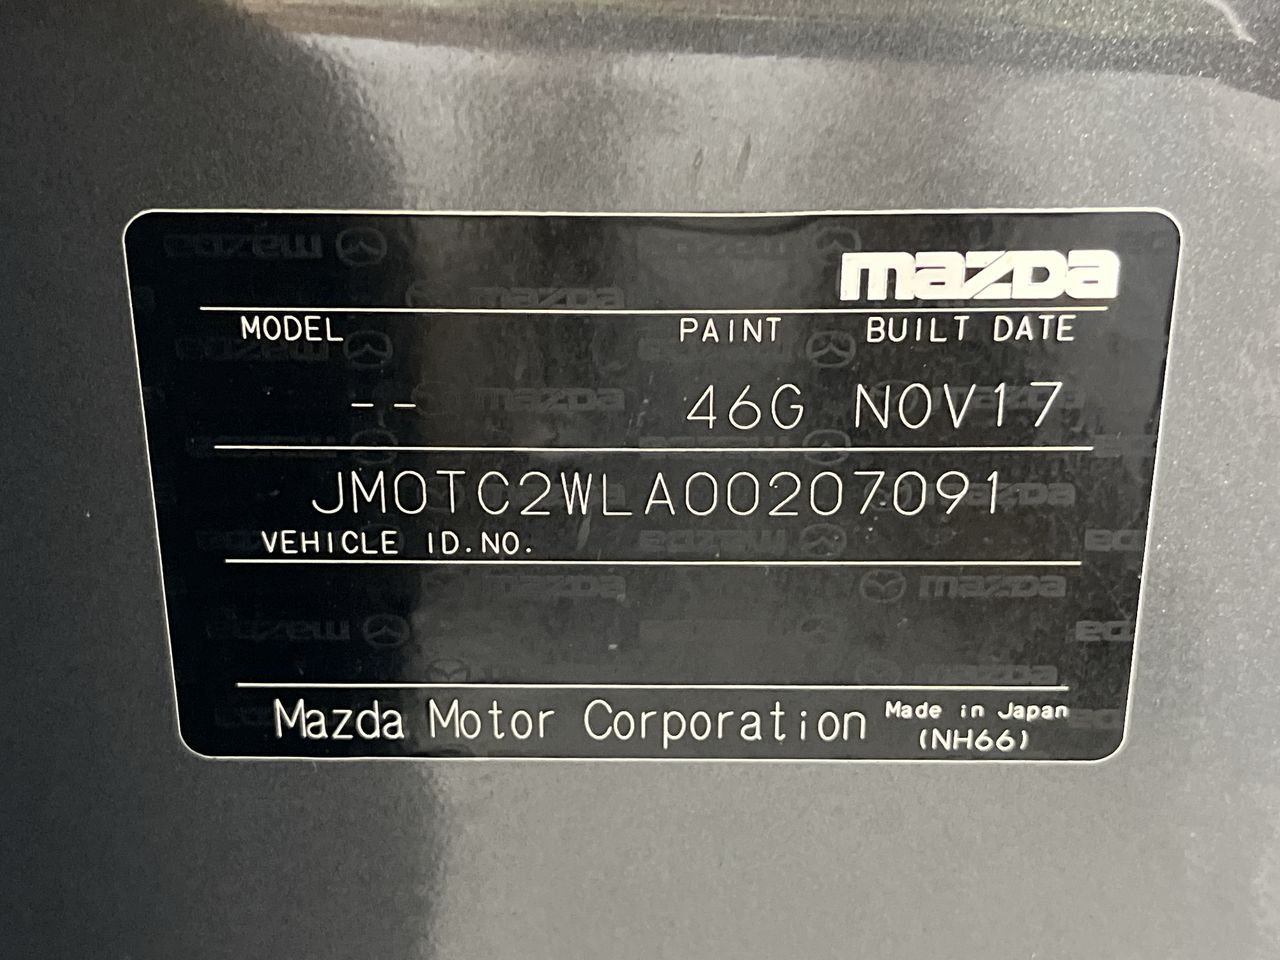 mazda
MODEL PAINT BUILT DATE
-- 46G NOV17
JM0TC2WLA00207091
VEHICLE ID.NO.
Mazda Motor Corporation Made in Japan
(NH66)